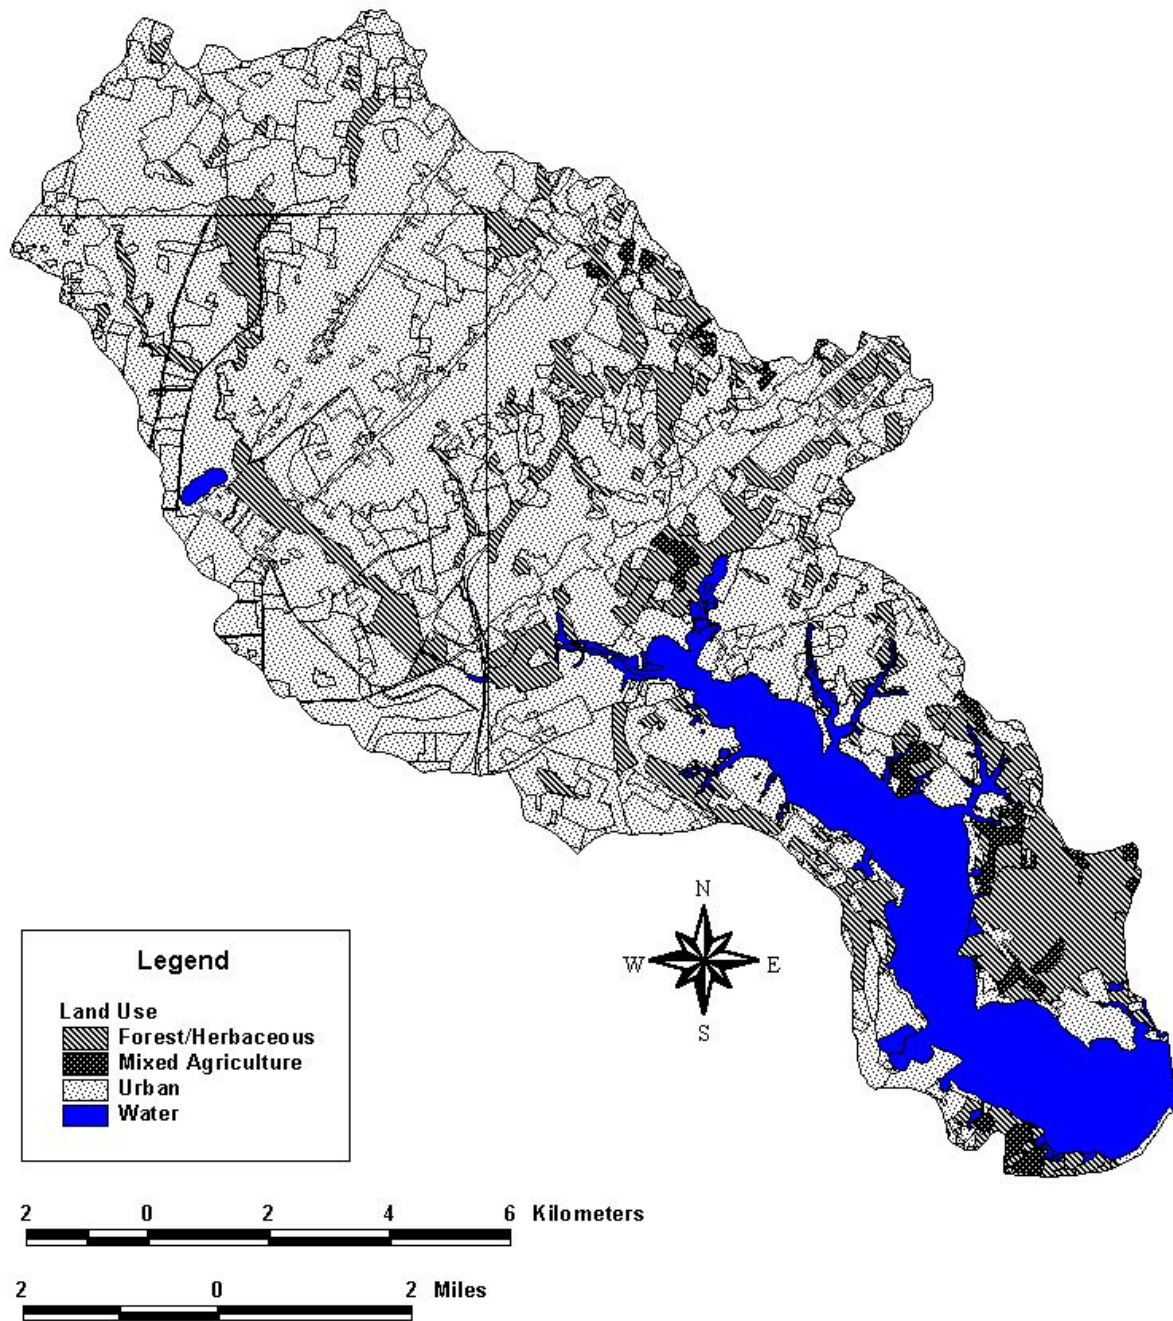 N
W E
S
Legend
Land Use
Forest/Herbaceous
Mixed Agriculture
Urban
Water
2 0 2 4 6 Kilometers
2 0 2 Miles